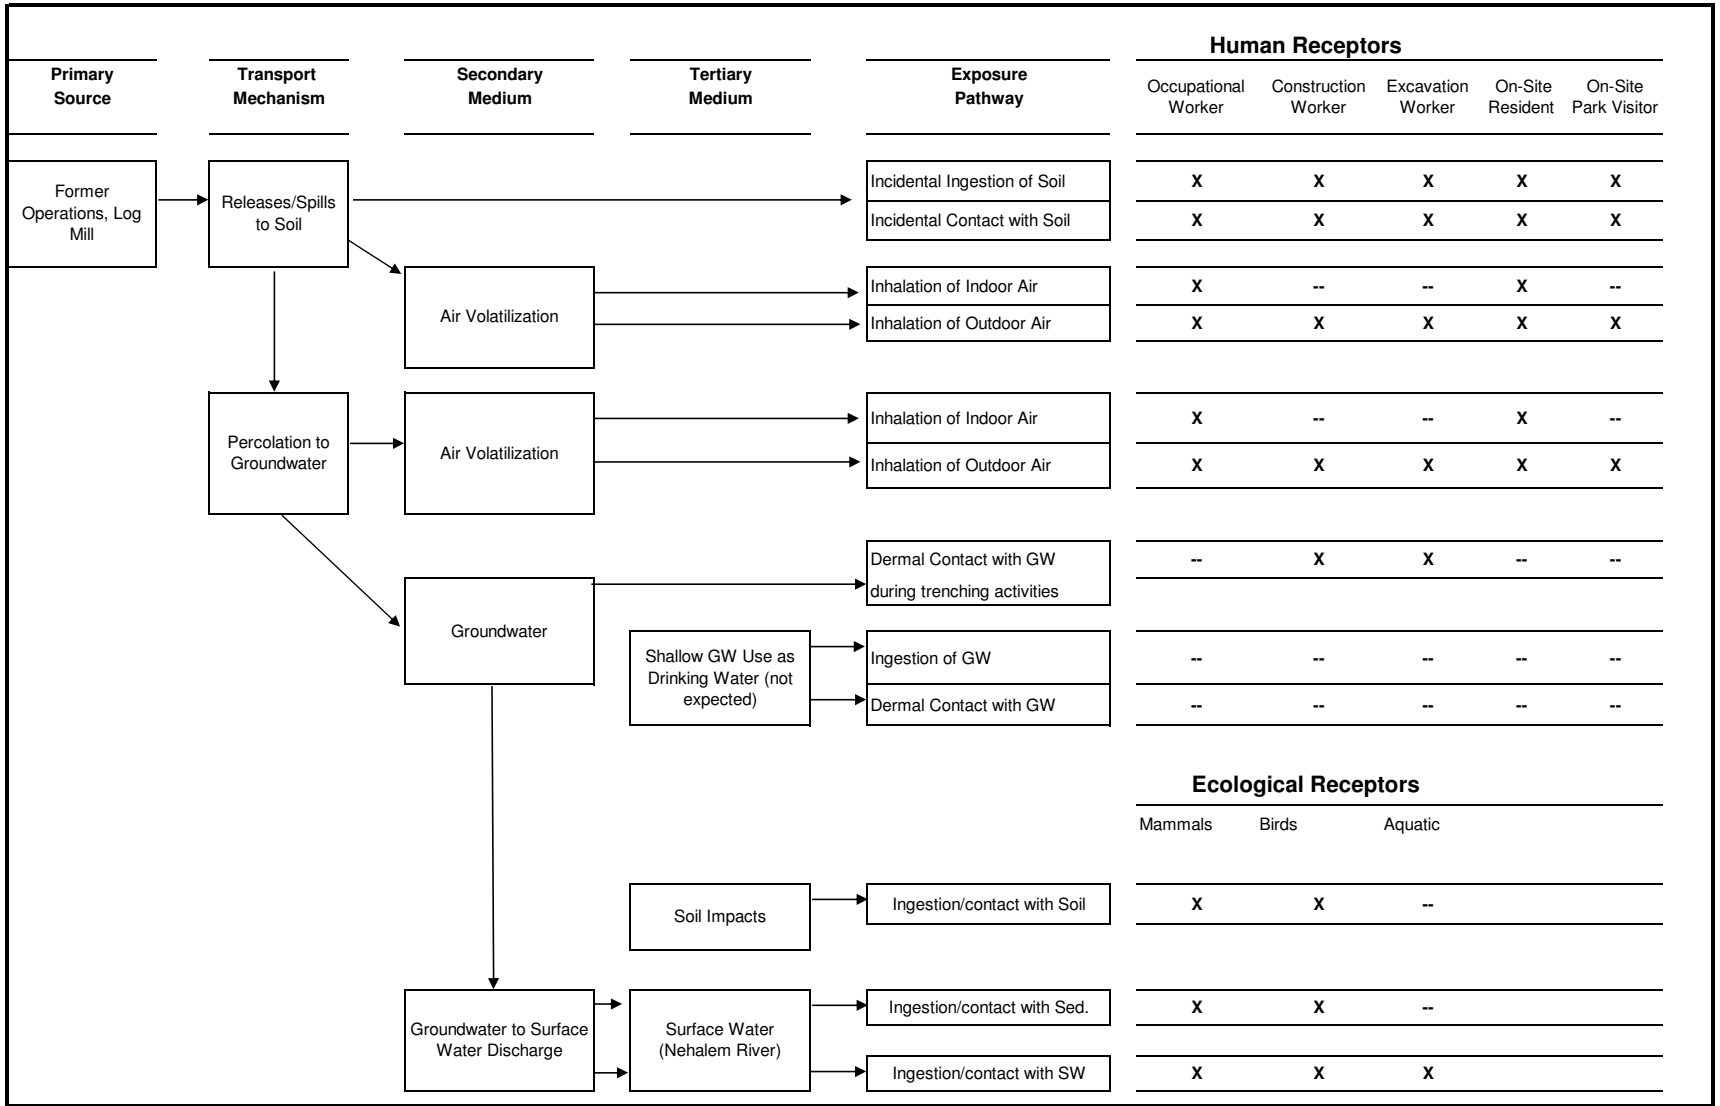 Human Receptors
Primary Source
Transport Mechanism
Secondary Medium
Tertiary Medium
Exposure Pathway
Occupational Worker
Construction Worker
Excavation Worker
On-Site Resident
On-Site Park Visitor
Former
Operations, Log
Mill
Releases/Spills
to Soil
Incidental Ingestion of Soil X X X X X
Incidental Contact with Soil X X X X X
Air Volatilization
Inhalation of Indoor Air X -- -- X --
Inhalation of Outdoor Air X X X X X
Percolation to
Groundwater
Air Volatilization
Inhalation of Indoor Air X -- -- X --
Inhalation of Outdoor Air X X X X X
Groundwater
Dermal Contact with GW -- X X -- --
during trenching activities
Shallow GW Use as
Drinking Water (not
expected)
Ingestion of GW -- -- -- -- --
Dermal Contact with GW -- -- -- -- --
Ecological Receptors
Mammals Birds Aquatic
Soil Impacts
Ingestion/contact with Soil X X --
Groundwater to Surface
Water Discharge
Surface Water
(Nehalem River)
Ingestion/contact with Sed. X X --
Ingestion/contact with SW X X X